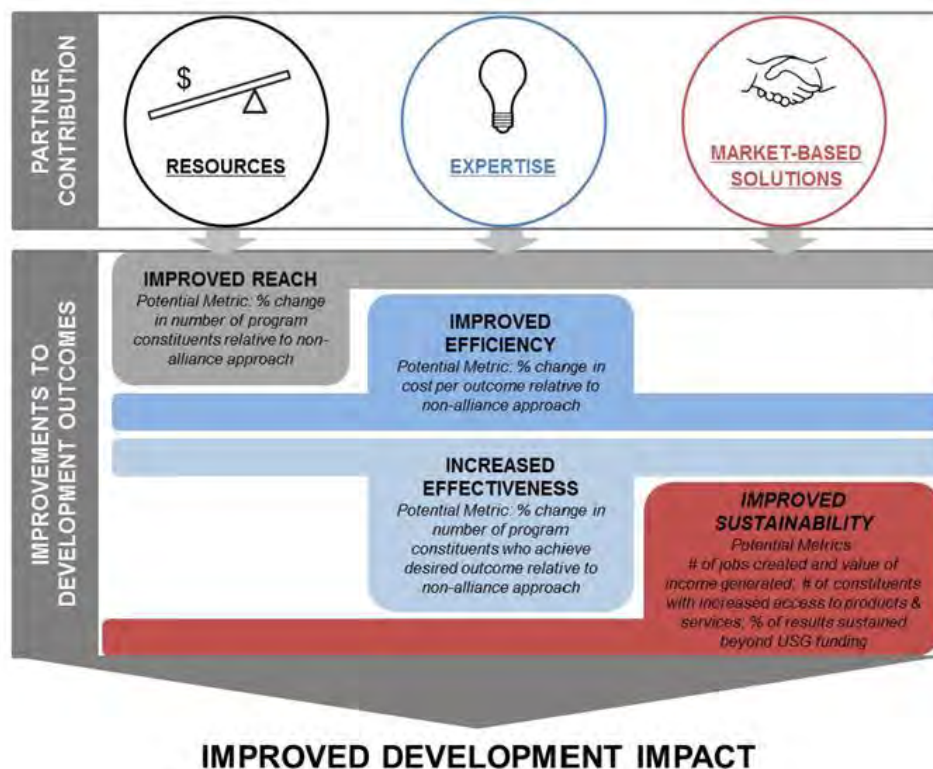 PARTNER
CONTRIBUTION
$
RESOURCES
EXPERTISE
MARKET-BASED
SOLUTIONS
IMPROVEMENTS TO
DEVELOPMENT OUTCOMES
IMPROVED REACH
Potential Metric: % change
in number of program
constituents relative to non-
alliance approach
IMPROVED
EFFICIENCY
Potential Metric: % change in
cost per outcome relative to
non-alliance approach
INCREASED
EFFECTIVENESS
Potential Metric: % change in
number of program
constituents who achieve
desired outcome relative to
non-alliance approach
IMPROVED
SUSTAINABILITY
Potential Metrics
# of jobs created and value of
income generated; # of constituents
with increased access to products &
services; % of results sustained
beyond USG funding
IMPROVED DEVELOPMENT IMPACT